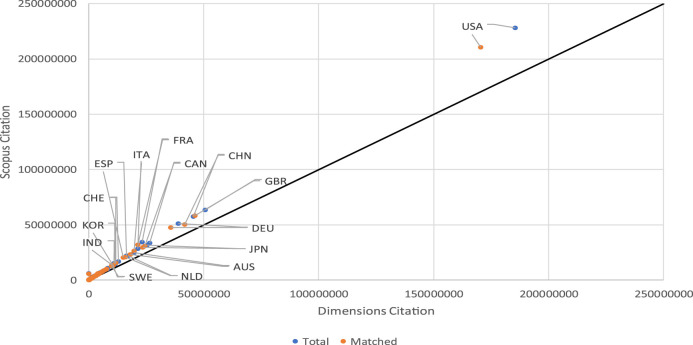 250000000
200000000
150000000
100000000
50000000
0
Scopus Citation
USA
FRA
ITA
ESP
CAN
CHN
GBR
CHE
KOR
IND
DEU
JPN
AUS
NLD
SWE
0
50000000
100000000
150000000
200000000
250000000
Dimensions Citation
Total
Matched